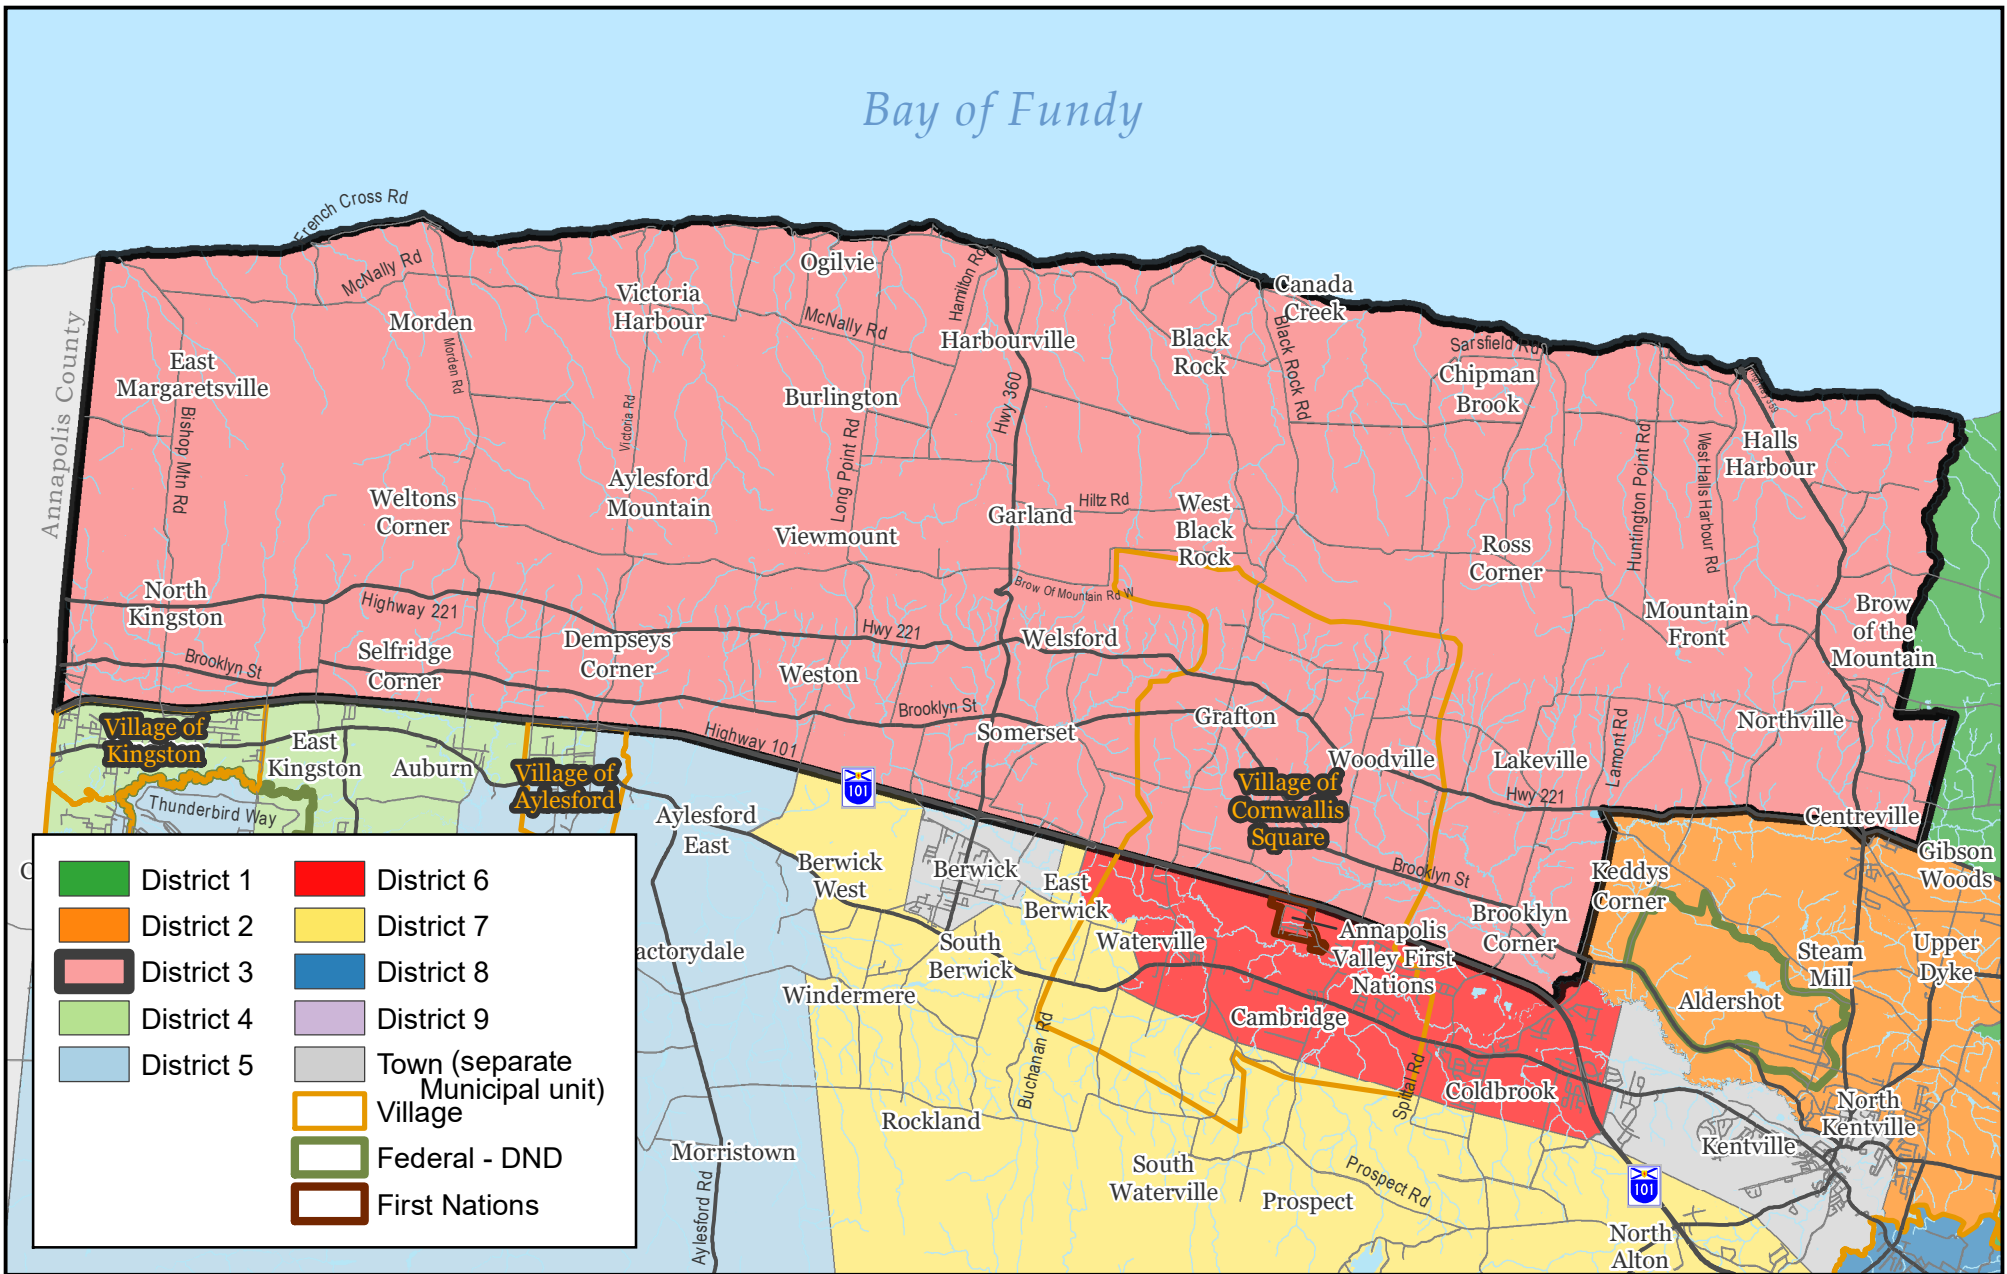 Bay of Fundy
French Cross Rd
McNally Rd
Ogilvie
Hamilton Rd
Canada
Creek
Victoria
Harbour
Morden
McNally Rd
Harbourville
Black
Rock
Black Rock Rd
Sarsfield Rd
Chipman
Brook
Annapolis County
East
Margaretsville
Morden Rd
Burlington
Hwy 360
Victoria Rd
Long Point Rd
Bishop Mtn Rd
Huntington Point Rd
West Halls Harbour Rd
Halls
Harbour
Weltons
Corner
Aylesford
Mountain
Viewmount
Garland
Hiltz Rd
West
Black
Rock
Ross
Corner
North
Kingston
Highway 221
Brow Of Mountain Rd W
Mountain
Front
Brow
of the
Mountain
Hwy 221
Welsford
Dempseys
Corner
Selfridge
Corner
Brooklyn St
Weston
Brooklyn St
Somerset
Grafton
Woodville
Lakeville
Lamont Rd
Northville
Highway 101
Village of
Kingston
East
Kingston
Auburn
Village of
Aylesford
101
Village of
Cornwallis
Square
Hwy 221
Centreville
Thunderbird Way
Aylesford
East
Berwick
West
Berwick
East
Berwick
Brooklyn St
Keddys
Corner
Gibson
Woods
Brooklyn
Corner
Annapolis
Valley First
Nations
Waterville
South
Berwick
actorydale
Windermere
Cambridge
Steam
Mill
Upper
Dyke
Aldershot
Buchanan Rd
Spittal Rd
Coldbrook
North
Kentville
Kentville
Rockland
Morristown
Aylesford Rd
South
Waterville
Prospect
Prospect Rd
101
North
Alton
District 1
District 2
District 3
District 4
District 5
District 6
District 7
District 8
District 9
Town (separate
Municipal unit)
Village
Federal - DND
First Nations